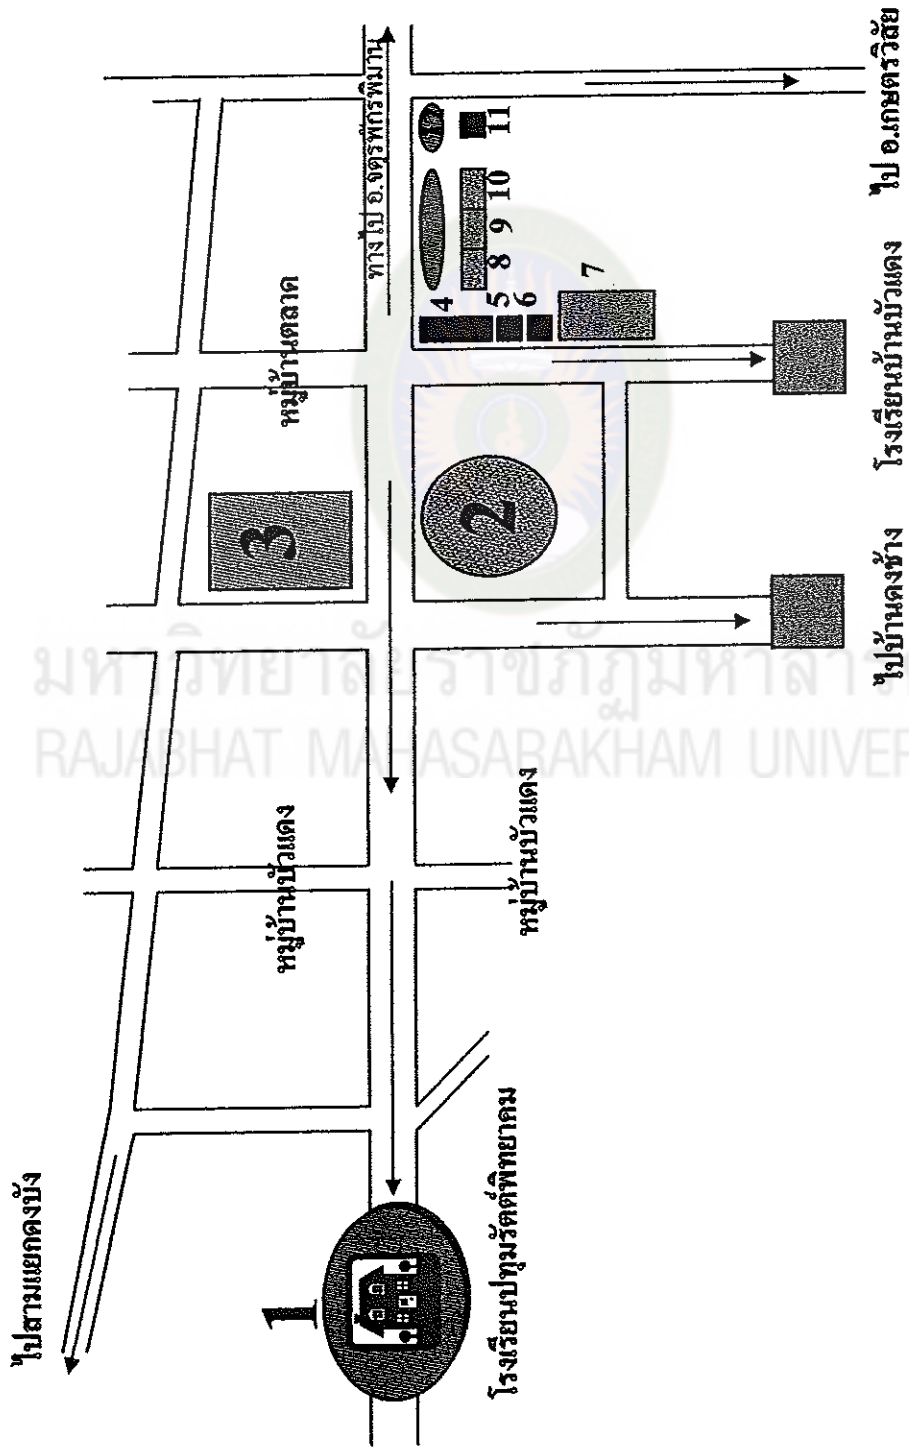 ไปสามแยกดงบัง
1
โรงเรียนปทุมรัตต์พิทยาคม
หมู่บ้านบัวแดง
หมู่บ้านบัวแดง
3
2
หมู่บ้านตลาด
ทางไป อ.จตุรพักรพิมาน
4
5
6
7
8 9 10
11
ไปบ้านดงช้าง
โรงเรียนบ้านบัวแดง
ไป อ.เกษตรวิสัย
มหาวิทยาลัยราชภัฏมหาสาร
RAJABHAT MAHASARAKHAM UNIVER